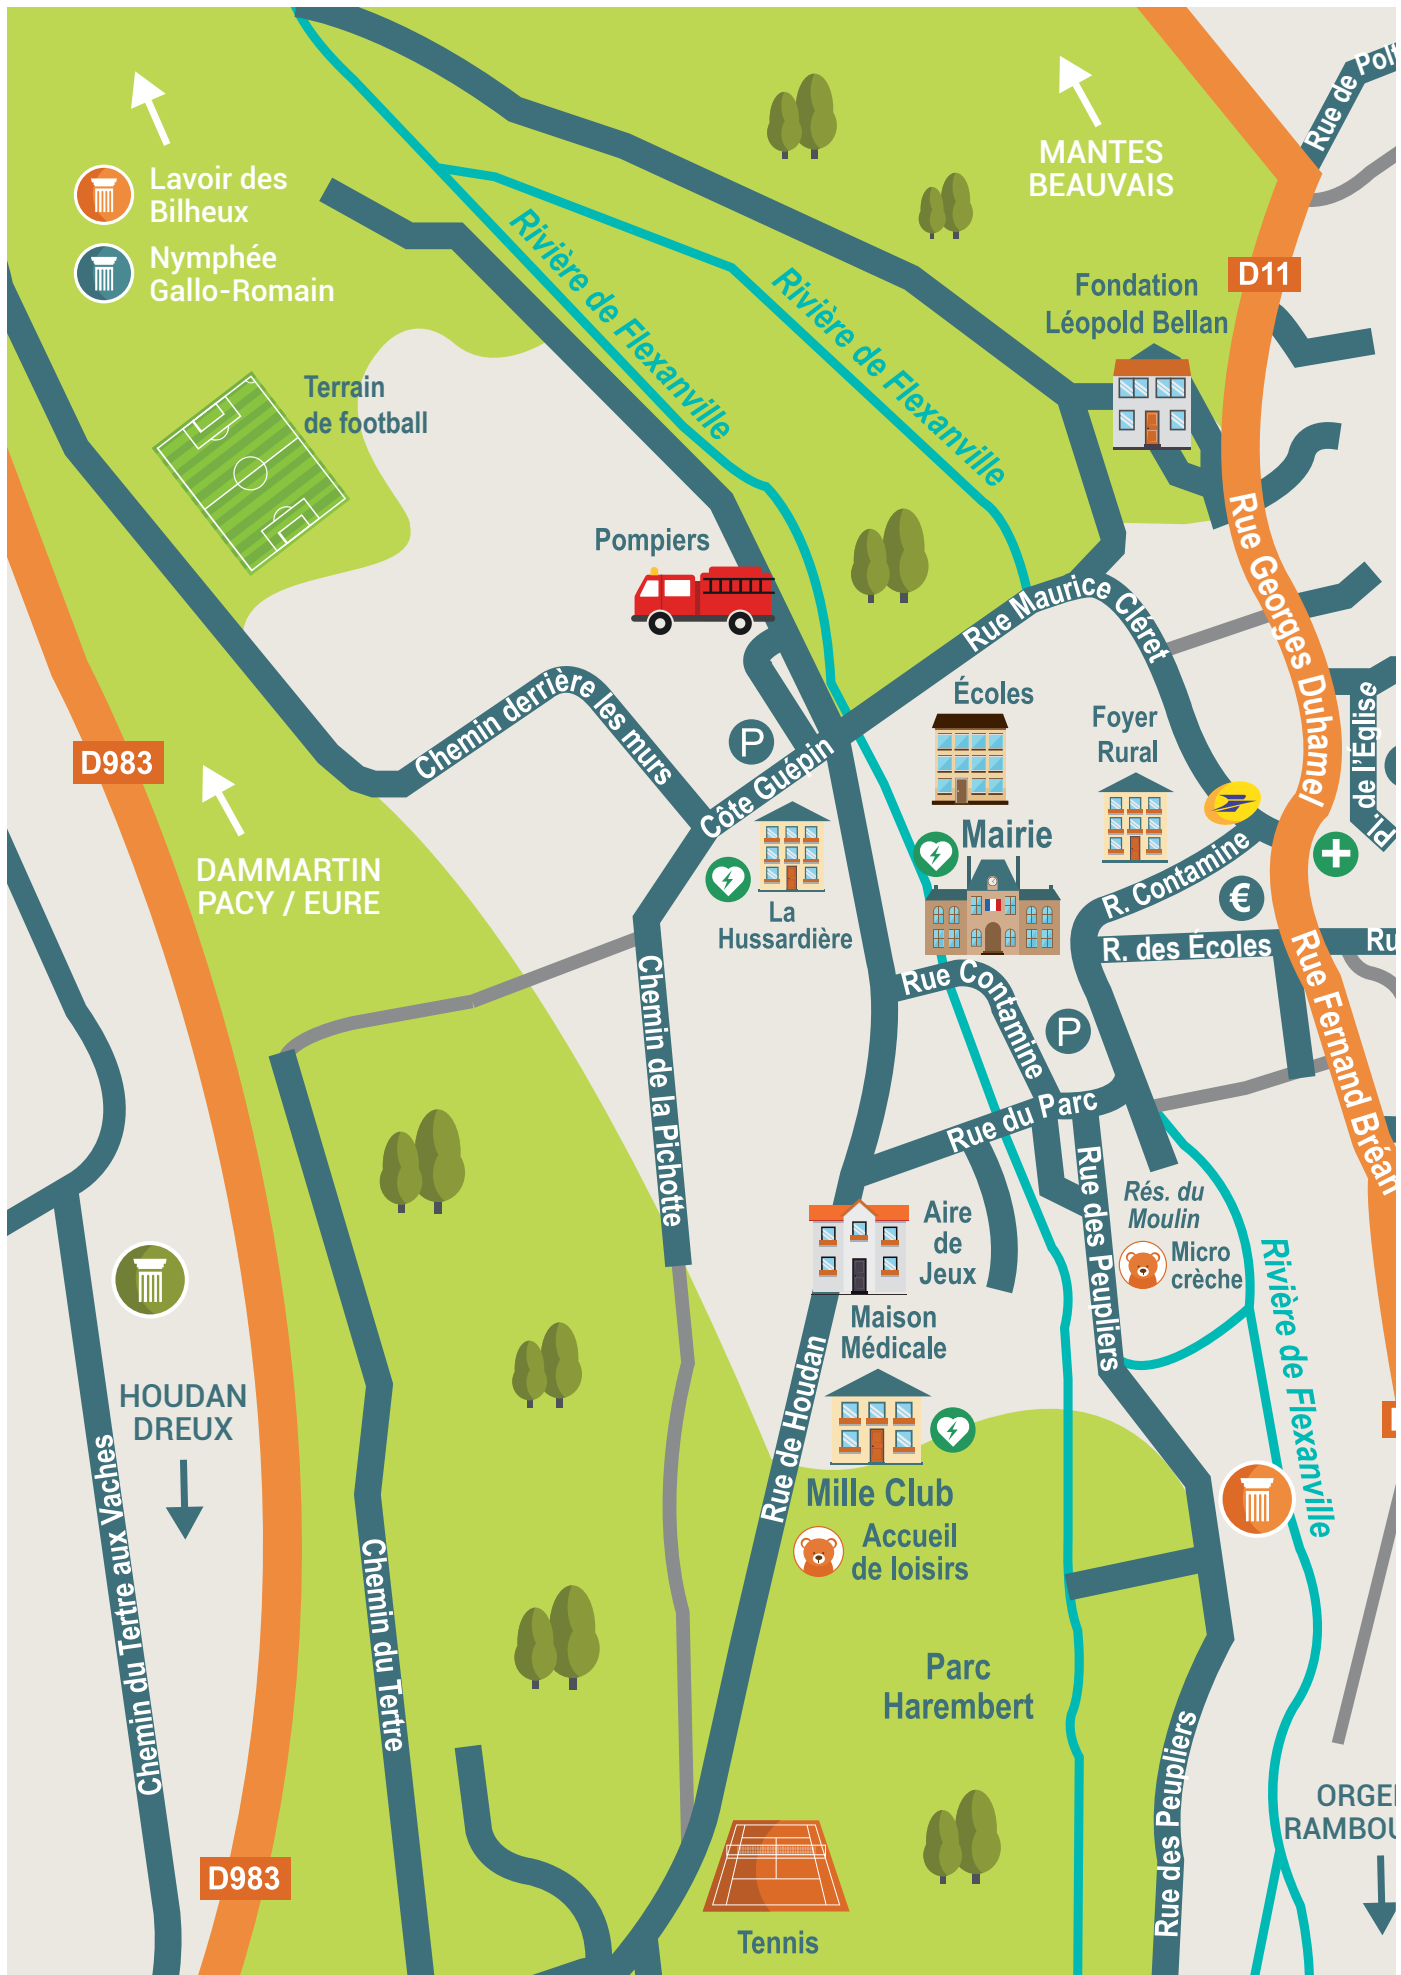 Rue de
MANTES
BEAUVAIS
Lavoir des
Bilheux
Nymphée
Gallo-Romain
Rivière de Flexanville
Rivière de Flexanville
D11
Fondation
Léopold Bellan
Terrain
de football
Pompiers
Rue Georges Duhamel
Rue Maurice Cléret
Écoles
Foyer
Rural
Pl.
de l'Église
Chemin derrière les murs
P
Côte Guépin
D983
DAMMARTIN
PACY / EURE
Mairie
R. Contamine
€
La
Hussardière
R. des Écoles
Ru
Rue Contamine
P
Rue Fernand Bréan
Chemin de la Pichotte
Rue du Parc
Rue des Peupliers
Rés. du
Moulin
Micro
crèche
Aire
de
Jeux
Maison
Médicale
Rivière de Flexanville
Rue de Houdan
HOUDAN
DREUX
Mille Club
Accueil
de loisirs
Chemin du Tertre aux Vaches
Chemin du Tertre
Parc
Harembert
Rue des Peupliers
ORGE
RAMBOU
D983
Tennis